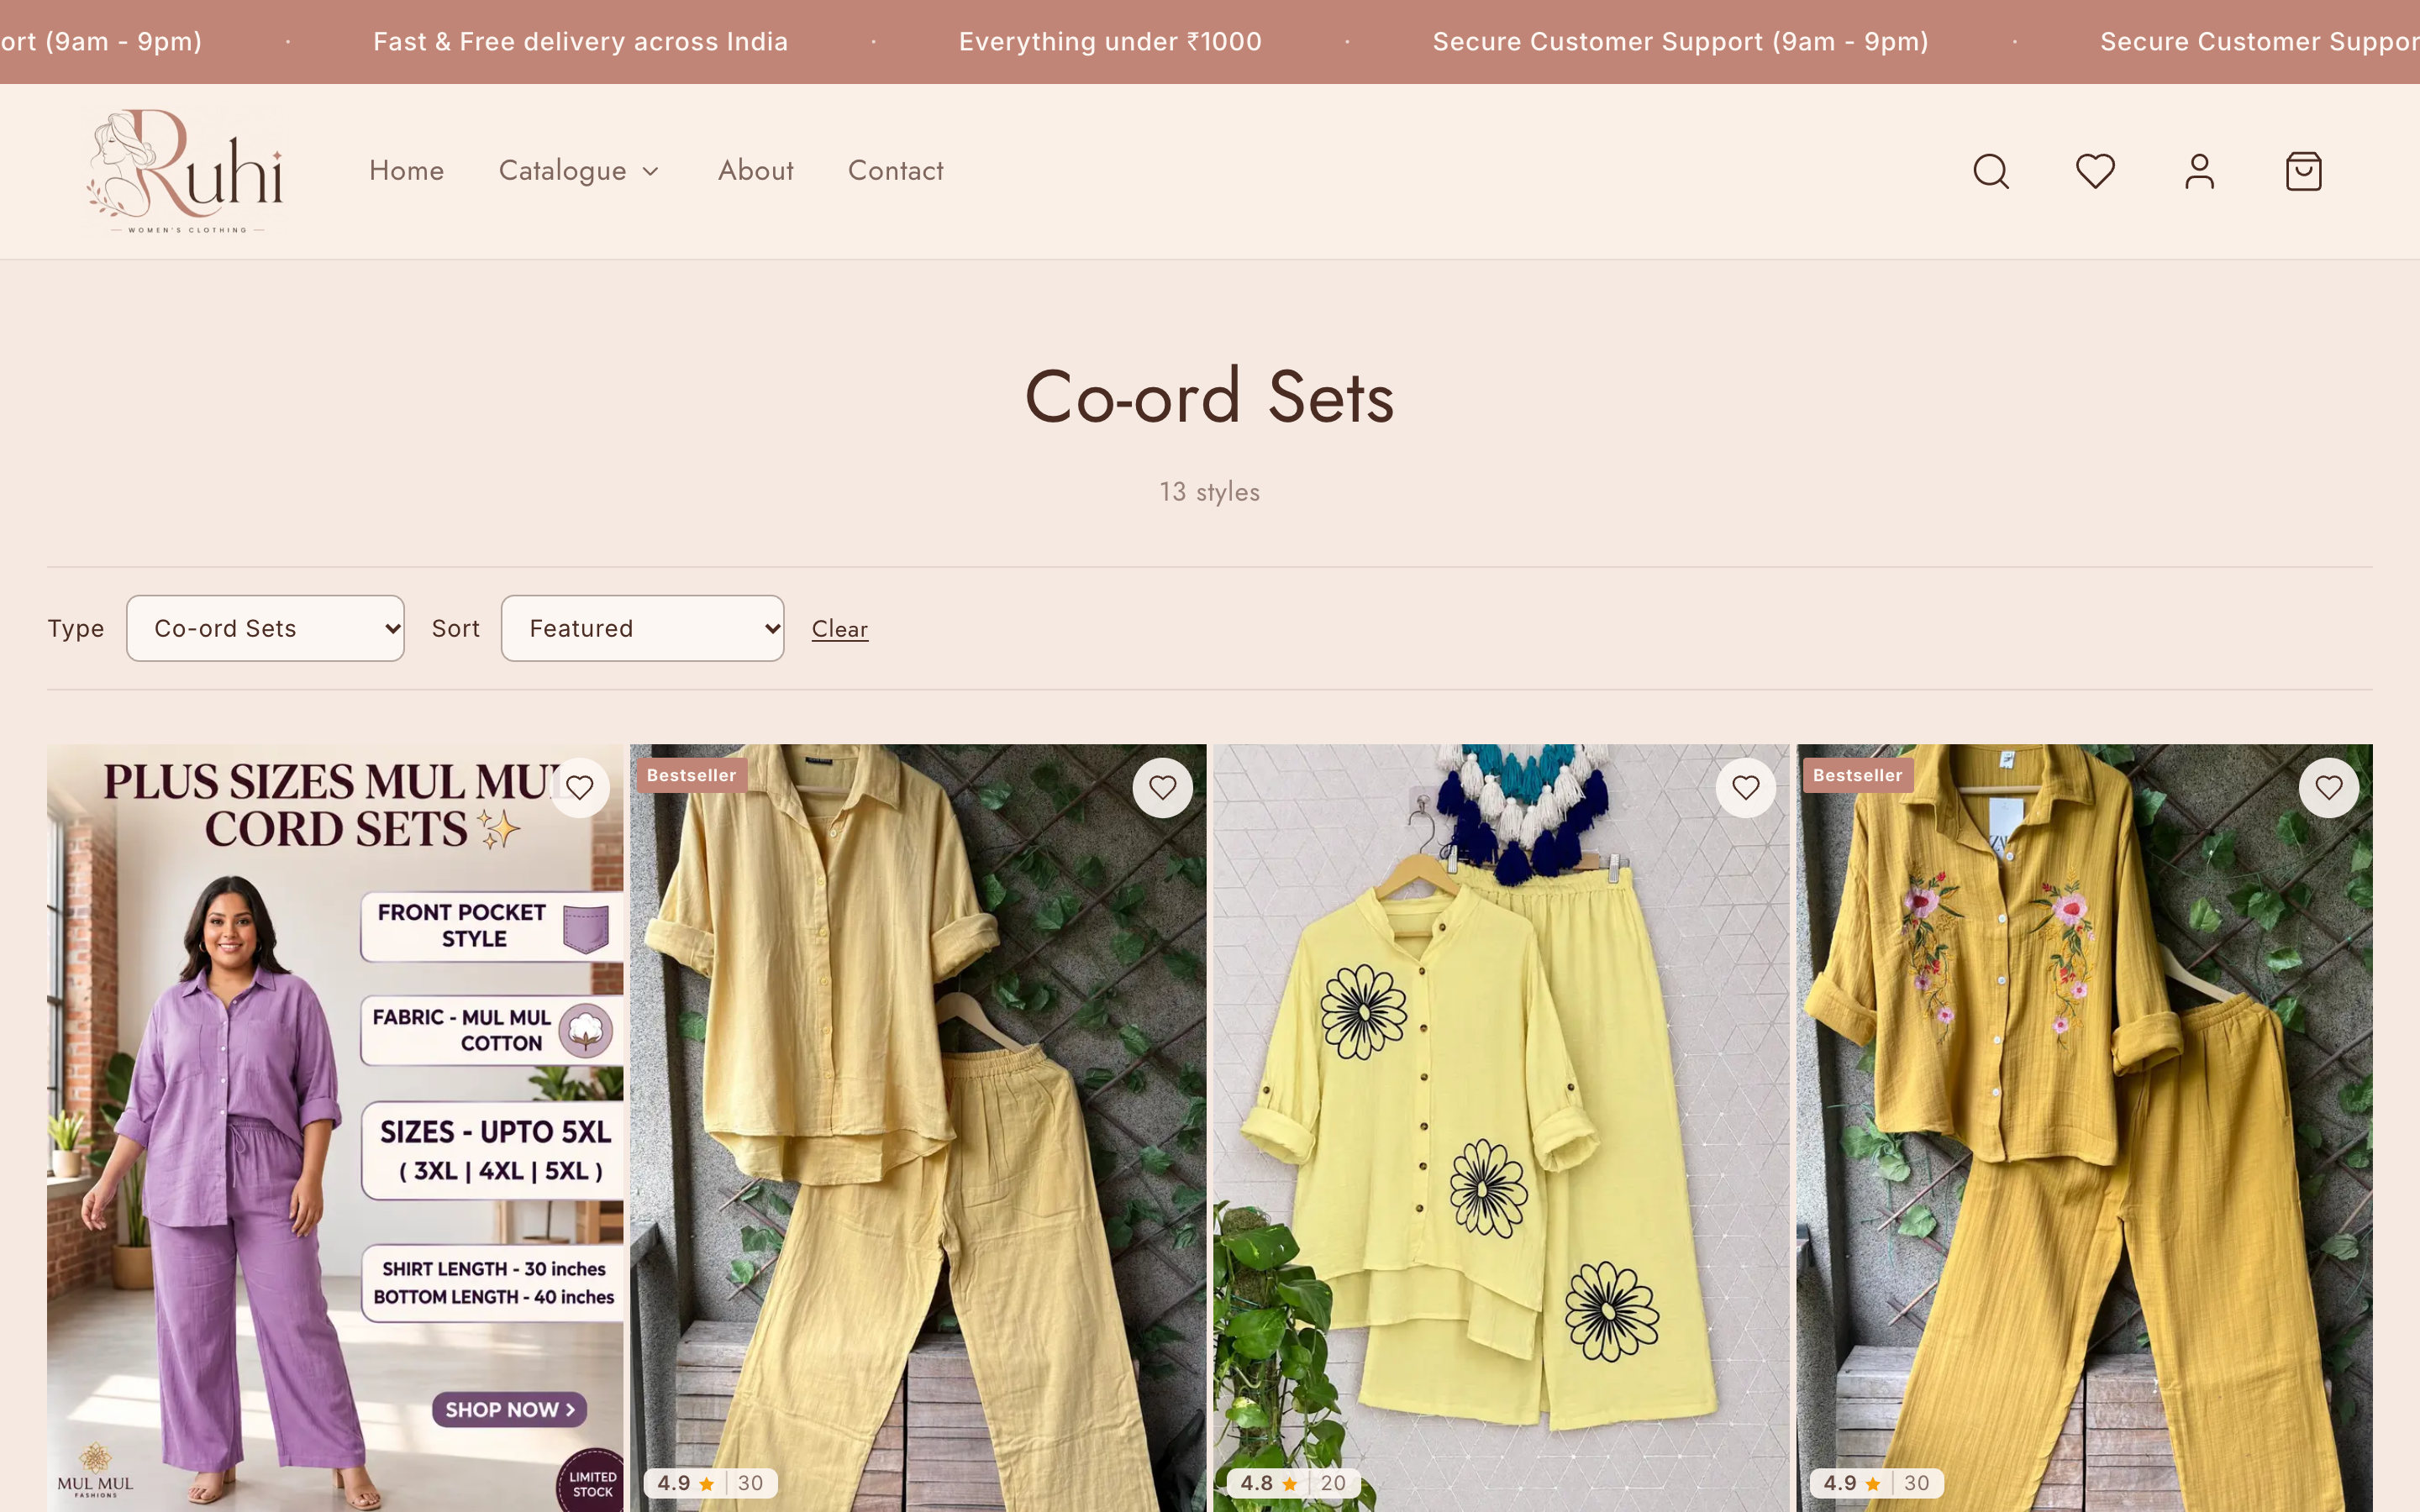 ort (9am - 9pm) · Fast & Free delivery across India · Everything under ₹1000 · Secure Customer Support (9am - 9pm) · Secure Customer Suppor
Ruhi
WOMEN'S CLOTHING
Home Catalogue About Contact
Co-ord Sets
13 styles
Type Co-ord Sets Sort Featured Clear
PLUS SIZES MUL MUL
CORD SETS
FRONT POCKET
STYLE
FABRIC - MUL MUL
COTTON
SIZES - UPTO 5XL
( 3XL | 4XL | 5XL )
SHIRT LENGTH - 30 inches
BOTTOM LENGTH - 40 inches
SHOP NOW >
MUL MUL
FASHIONS
LIMITED
STOCK
Bestseller
4.9 ★ | 30
4.8 ★ | 20
Bestseller
4.9 ★ | 30